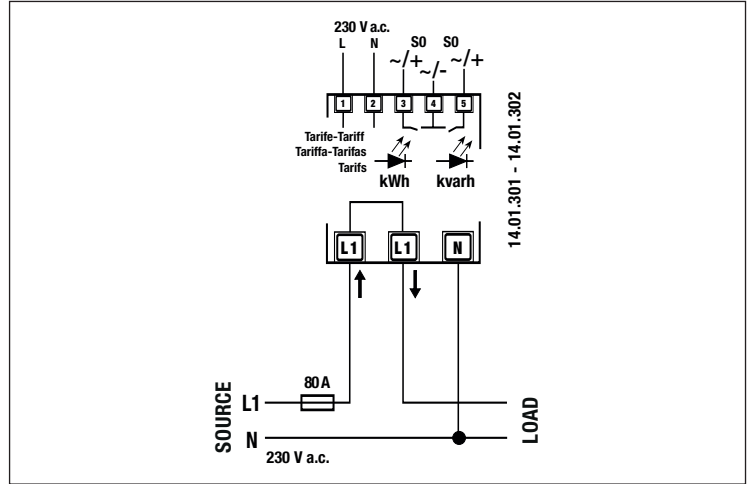 230 V a.c.
L N S0 S0
~/+ ~/- ~/+
1 2 3 4 5
Tarife-Tariff
Tariffa-Tarifas
Tarifs
kWh kvarh
14.01.301 - 14.01.302
L1 L1 N
80 A
SOURCE
L1
N
230 V a.c.
LOAD